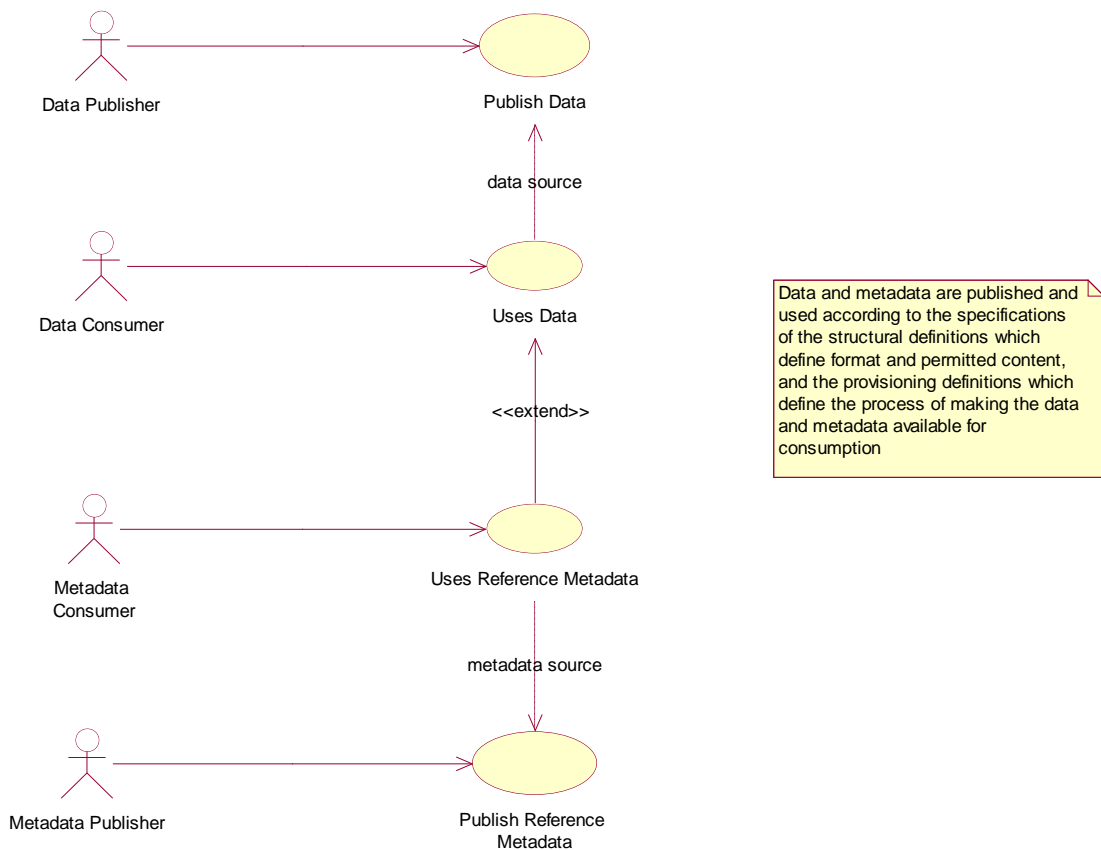 Data Publisher
Publish Data
data source
Data Consumer
Uses Data
Data and metadata are published and
used according to the specifications
of the structural definitions which
define format and permitted content,
and the provisioning definitions which
define the process of making the data
and metadata available for
consumption
<<extend>>
Metadata
Consumer
Uses Reference Metadata
metadata source
Metadata Publisher
Publish Reference
Metadata